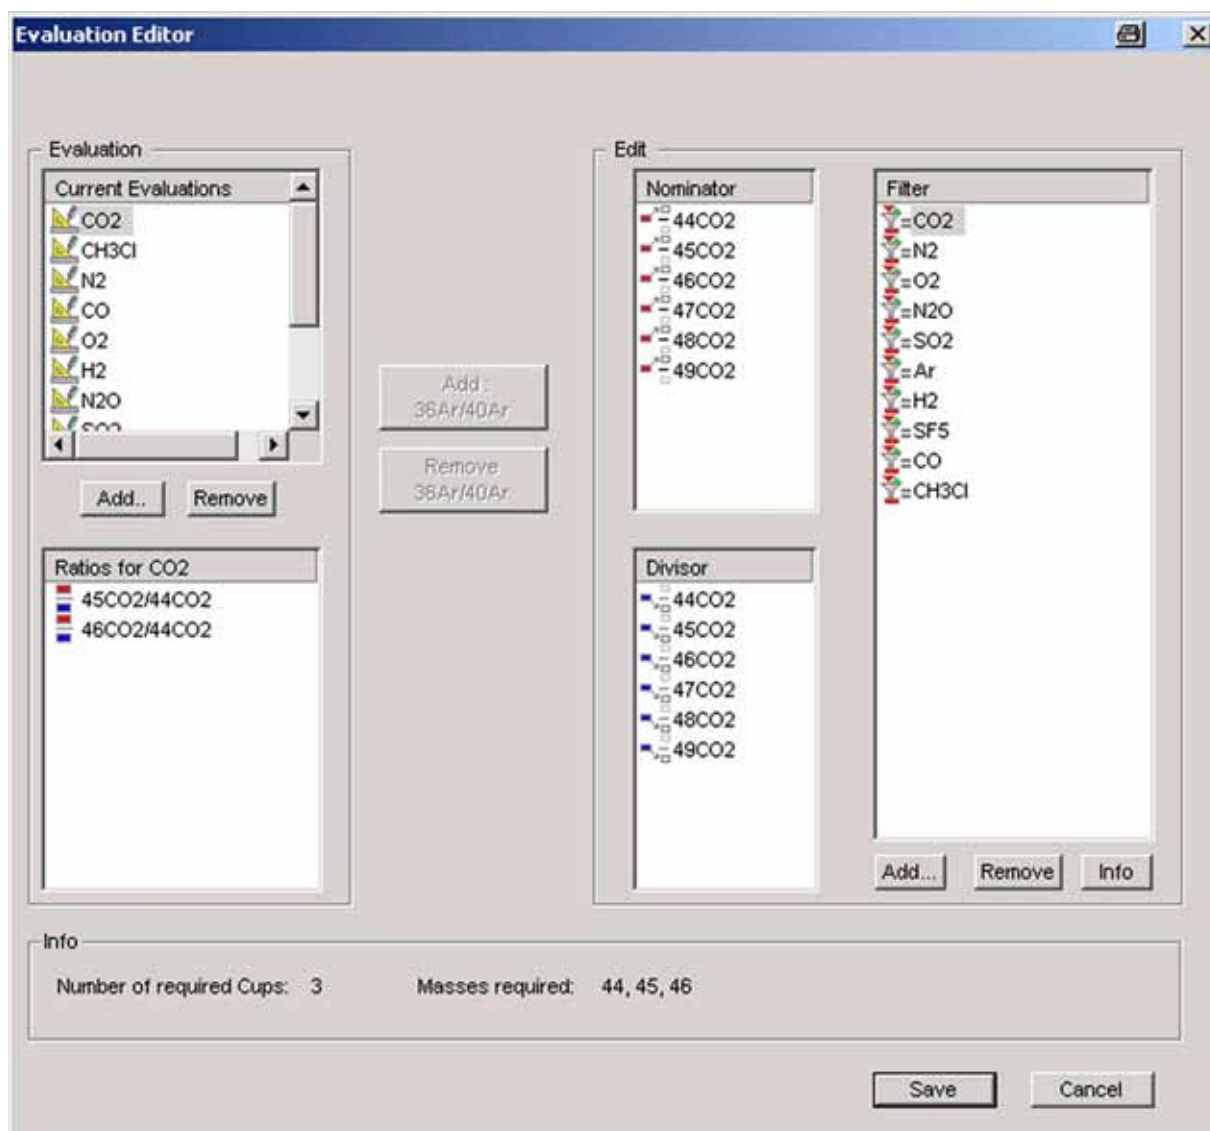 Evaluation Editor
Evaluation
Current Evaluations
CO2
CH3Cl
N2
CO
O2
H2
N2O
SO2
Add..
Remove
Ratios for CO2
45CO2/44CO2
46CO2/44CO2
Add :
36Ar/40Ar
Remove
36Ar/40Ar
Edit
Nominator
44CO2
45CO2
46CO2
47CO2
48CO2
49CO2
Divisor
44CO2
45CO2
46CO2
47CO2
48CO2
49CO2
Filter
=CO2
=N2
=O2
=N2O
=SO2
=Ar
=H2
=SF5
=CO
=CH3Cl
Add...
Remove
Info
Info
Number of required Cups: 3
Masses required: 44, 45, 46
Save
Cancel